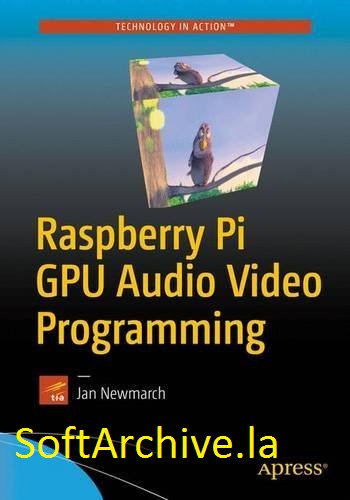 TECHNOLOGY IN ACTION™
Raspberry Pi
GPU Audio Video
Programming
tia
Jan Newmarch
SoftArchive.la
Apress®